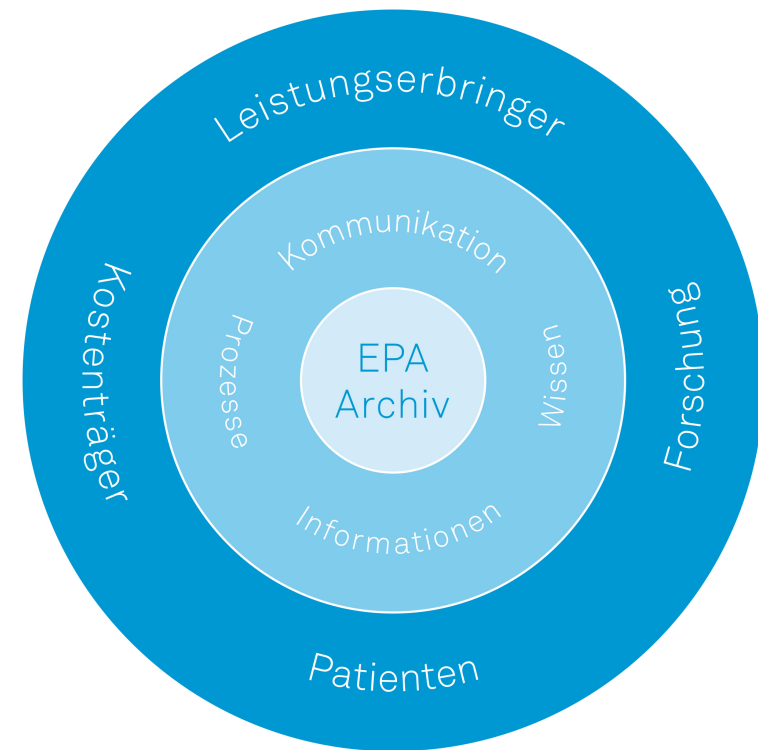 Leistungserbringer
Kommunikation
Kostenträger
Prozesse
EPA
Archiv
Wissen
Forschung
Informationen
Patienten